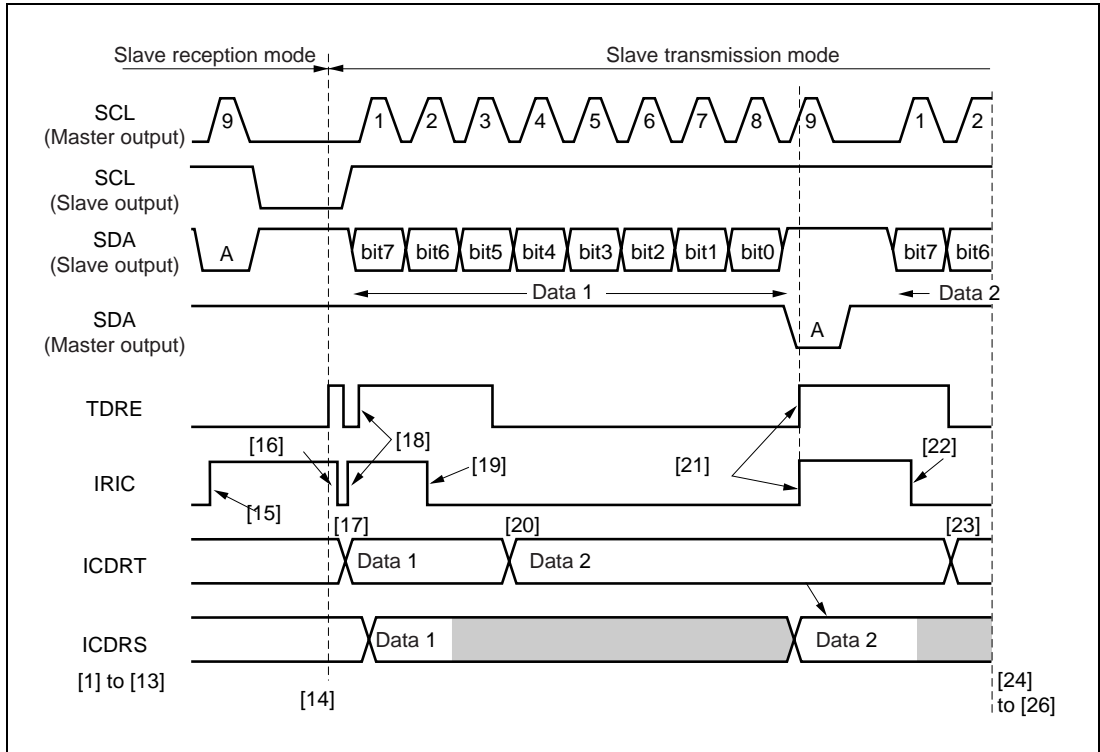 Slave reception mode Slave transmission mode
SCL
(Master output)
9 1 2 3 4 5 6 7 8 9 1 2
SCL
(Slave output)
SDA
(Slave output)
A bit7 bit6 bit5 bit4 bit3 bit2 bit1 bit0 bit7 bit6
Data 1 Data 2
SDA
(Master output)
A
TDRE
[16] [18] [19] [21] [22]
IRIC
[15]
[17] [20] [23]
ICDRT
Data 1 Data 2
ICDRS
Data 1 Data 2
[1] to [13] [14] [24]
to [26]